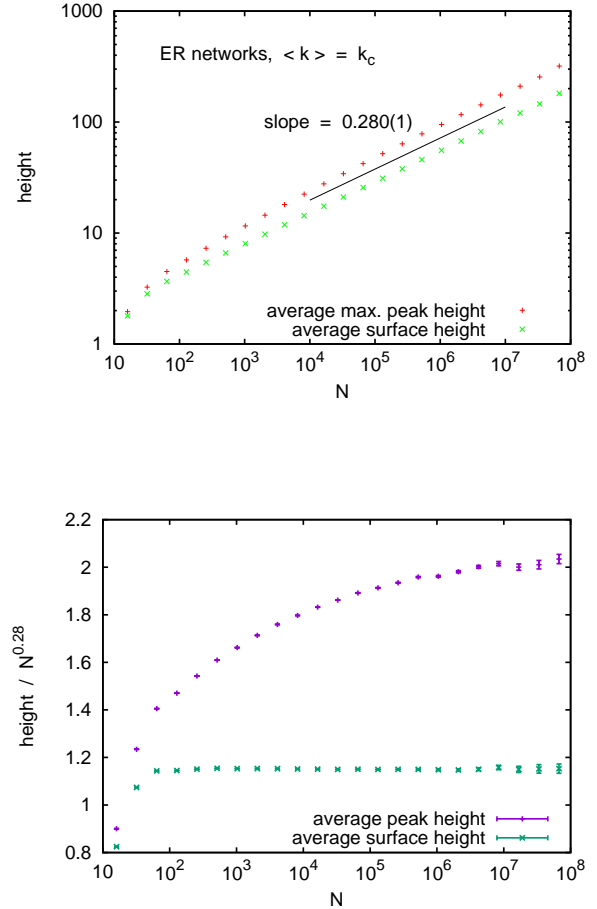 1000
100
10
1
height
ER networks, < k > = k_c
slope = 0.280(1)
average max. peak height
average surface height
10 10^2 10^3 10^4 10^5 10^6 10^7 10^8
N
2.2
2
1.8
1.6
1.4
1.2
1
0.8
height / N^0.28
average peak height
average surface height
10 10^2 10^3 10^4 10^5 10^6 10^7 10^8
N